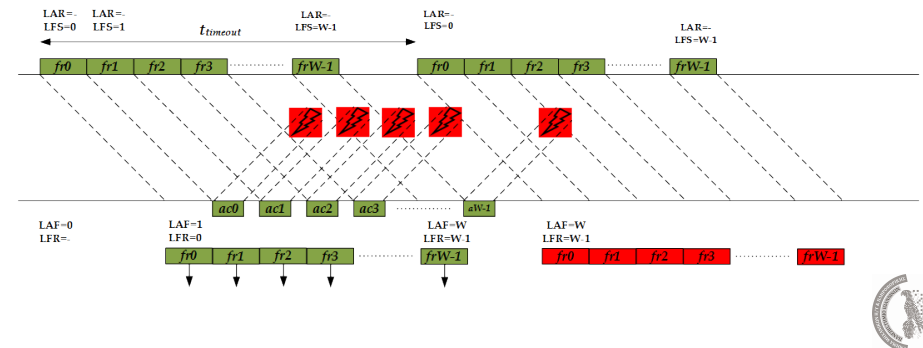 LAR=- LAR=- LAR=- LAR=- LAR=-
LFS=0 LFS=1 t_timeout LFS=W-1 LFS=0 LFS=W-1
fr0 fr1 fr2 fr3 frW-1 fr0 fr1 fr2 fr3 frW-1
ac0 ac1 ac2 ac3 aW-1
LAF=0 LAF=1 LAF=W LAF=W
LFR=- LFR=0 LFR=W-1 LFR=W-1
fr0 fr1 fr2 fr3 frW-1 fr0 fr1 fr2 fr3 frW-1